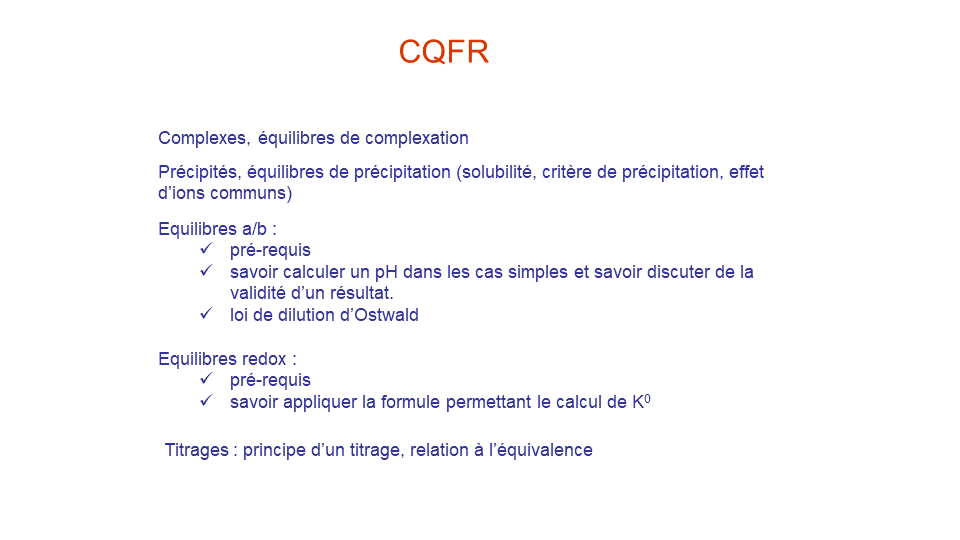 CQFR
Complexes, équilibres de complexation
Précipités, équilibres de précipitation (solubilité, critère de précipitation, effet
d’ions communs)
Equilibres a/b :
✓ pré-requis
✓ savoir calculer un pH dans les cas simples et savoir discuter de la
validité d’un résultat.
✓ loi de dilution d’Ostwald
Equilibres redox :
✓ pré-requis
✓ savoir appliquer la formule permettant le calcul de K⁰
Titrages : principe d’un titrage, relation à l’équivalence